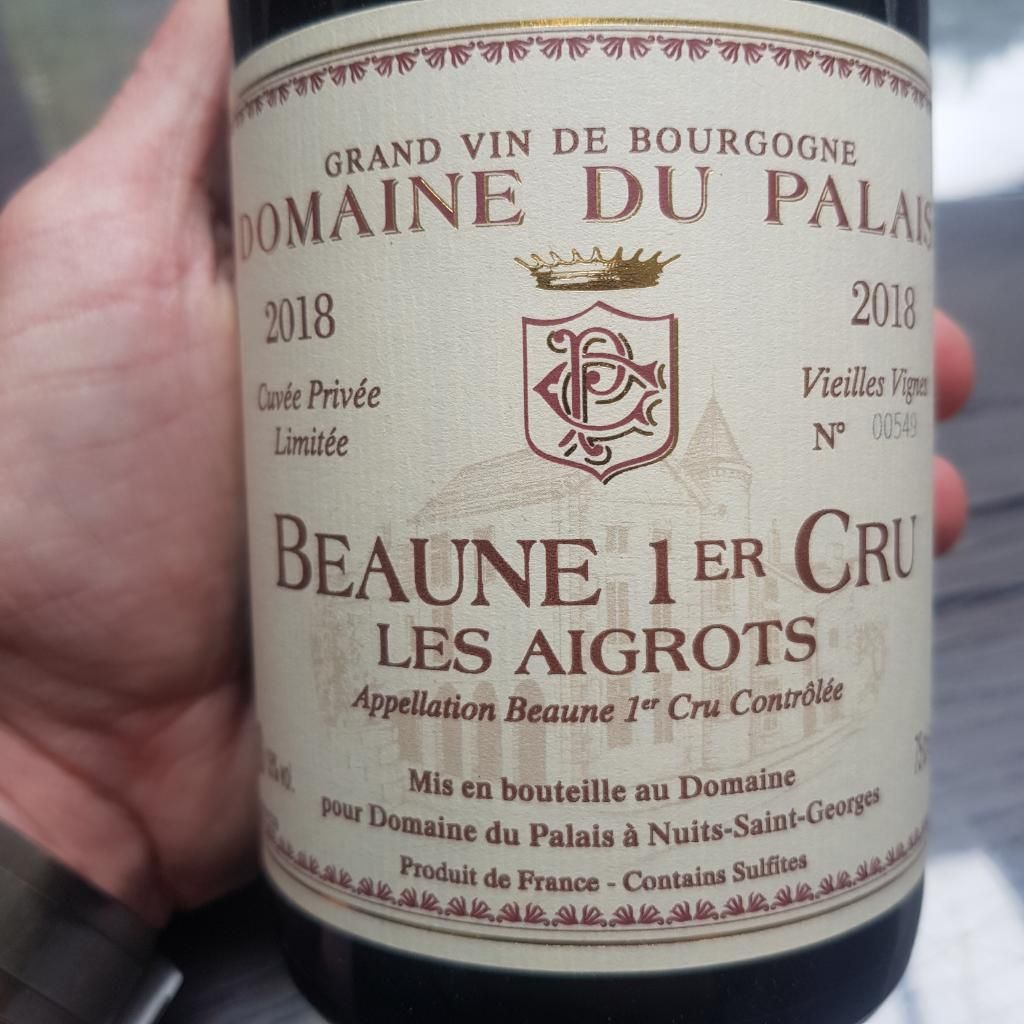 GRAND VIN DE BOURGOGNE
DOMAINE DU PALAIS
2018
2018
Cuvée Privée
Limitée
Vieilles Vignes
N° 00549
BEAUNE 1ER CRU
LES AIGROTS
Appellation Beaune 1er Cru Contrôlée
Mis en bouteille au Domaine
pour Domaine du Palais à Nuits-Saint-Georges
Produit de France - Contains Sulfites